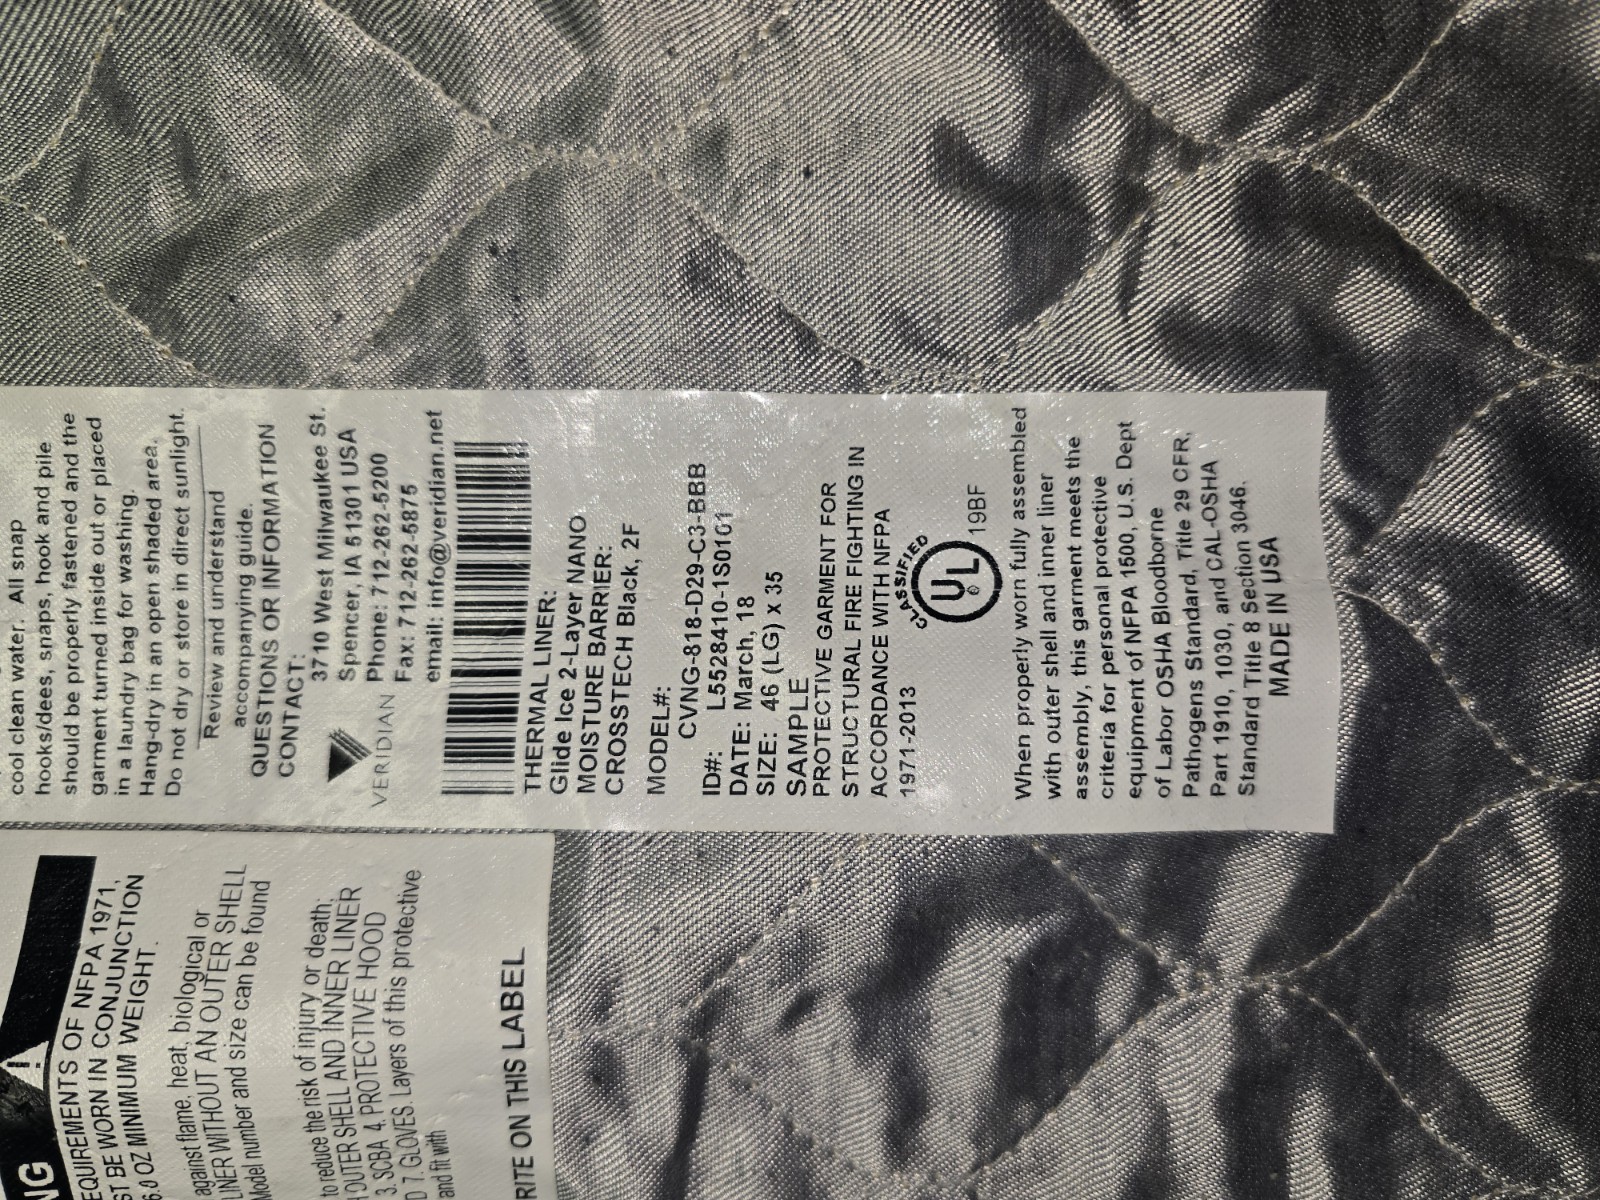 cool clean water. All snap
hooks/dees, snaps, hook and pile
should be properly fastened and the
garment turned inside out or placed
in a laundry bag for washing.
Hang-dry in an open shaded area.
Do not dry or store in direct sunlight.
Review and understand
accompanying guide.
QUESTIONS OR INFORMATION
CONTACT:
3710 West Milwaukee St.
Spencer, IA 51301 USA
Phone: 712-262-5200
Fax: 712-262-5875
email: info@veridian.net
VERIDIAN
THERMAL LINER:
Glide Ice 2-Layer NANO
MOISTURE BARRIER:
CROSSTECH Black, 2F
MODEL#:
CVNG-818-D29-C3-BBBB
ID#: L5528410-1S0101
DATE: March, 18
SIZE: 46 (LG) x 35
SAMPLE
PROTECTIVE GARMENT FOR
STRUCTURAL FIRE FIGHTING IN
ACCORDANCE WITH NFPA
1971-2013
CLASSIFIED
UL
®
19BF
When properly worn fully assembled
with outer shell and inner liner
assembly, this garment meets the
criteria for personal protective
equipment of NFPA 1500, U.S. Dept
of Labor OSHA Bloodborne
Pathogens Standard, Title 29 CFR,
Part 1910, 1030, and CAL-OSHA
Standard Title 8 Section 3046.
MADE IN USA
NG
EQUIREMENTS OF NFPA 1971,
ST BE WORN IN CONJUNCTION
6.0 OZ MINIMUM WEIGHT.
against flame, heat, biological or
LINER WITHOUT AN OUTER SHELL
Model number and size can be found
to reduce the risk of injury or death:
OUTER SHELL AND INNER LINER
3. SCBA 4. PROTECTIVE HOOD
D 7. GLOVES. Layers of this protective
and fit with
RITE ON THIS LABEL